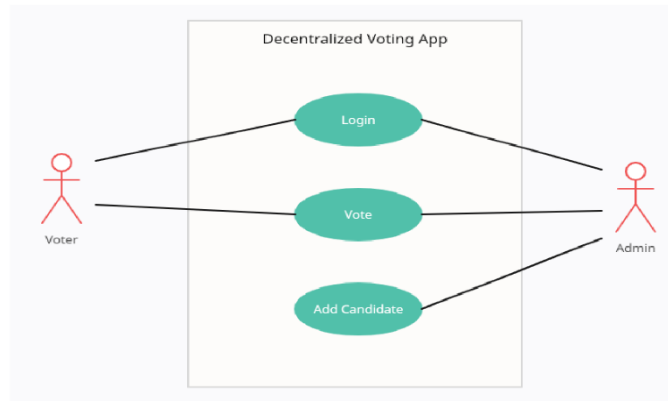 Decentralized Voting App
Login
Vote
Voter
Admin
Add Candidate